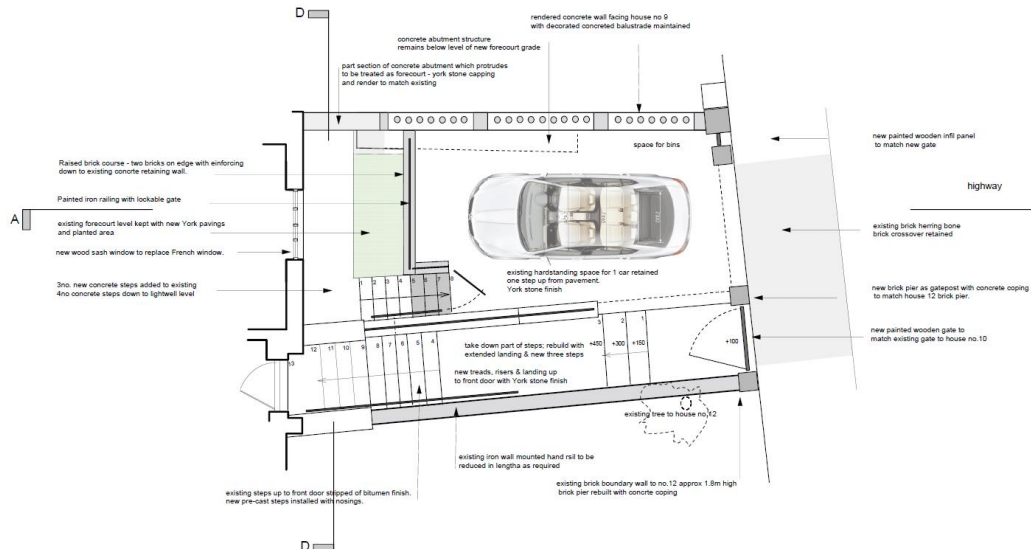 D
rendered concrete wall facing house no 9
with decorated concreted balustrade maintained
concrete abutment structure
remains below level of new forecourt grade
part section of concrete abutment which protrudes
to be treated as forecourt - york stone capping
and render to match existing
new painted wooden infil panel
to match new gate
space for bins
Raised brick course - two bricks on edge with einforcing
down to existing conorte retaining wall.
highway
Painted iron railing with lockable gate
A
existing forecourt level kept with new York pavings
and planted area
existing brick herring bone
brick crossover retained
new wood sash window to replace French window.
existing hardstanding space for 1 car retained
one step up from pavement.
York stone finish
3no. new concrete steps added to existing
4no concrete steps down to lightwell level
1 2 3 4 5 6 7 8
new brick pier as gatepost with concrete coping
to match house 12 brick pier.
3 2 1
+450 +300 +150
+100
new painted wooden gate to
match existing gate to house no.10
take down part of steps; rebuild with
extended landing & new three steps
13 12 11 10 9 8 7 6 5 4
new treads, risers & landing up
to front door with York stone finish
existing tree to house no.12
existing iron wall mounted hand rsil to be
reduced in lengtha as required
existing steps up to front door stripped of bitumen finish.
new pre-cast steps installed with nosings.
existing brick boundary wall to no.12 approx 1.8m high
brick pier rebuilt with conorte coping
D